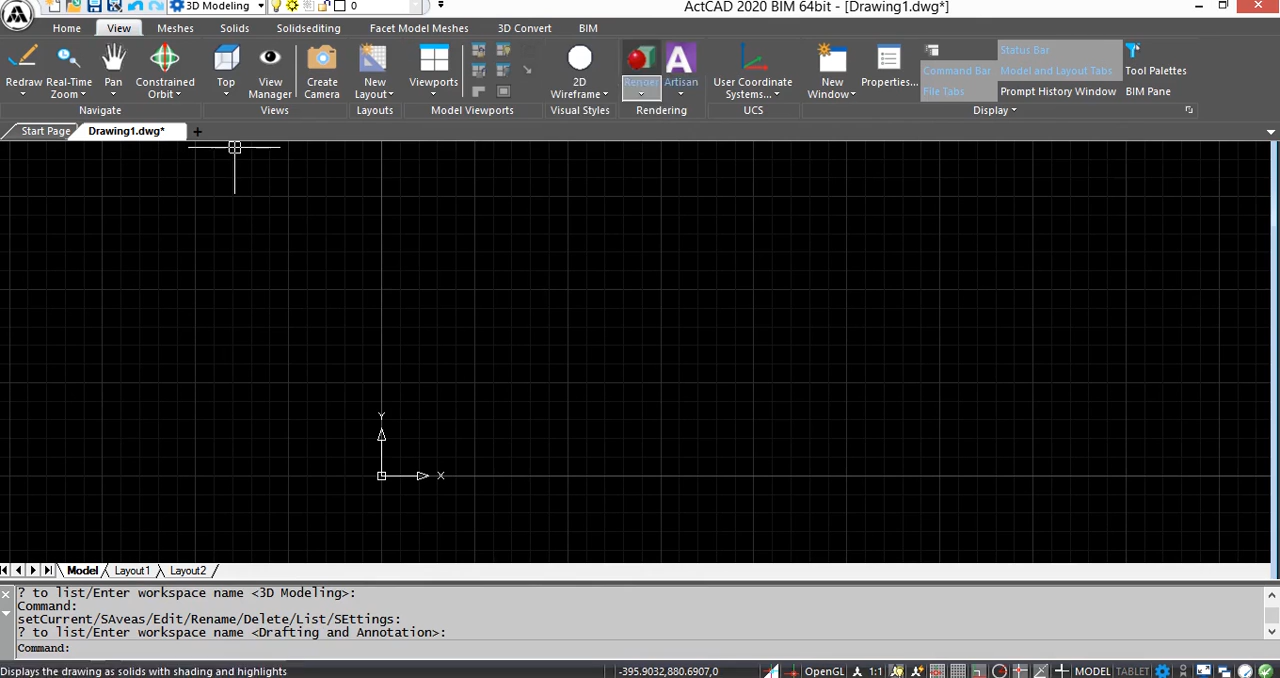 3D Modeling 0 ActCAD 2020 BIM 64bit - [Drawing1.dwg*]
Home View Meshes Solids Solidsediting Facet Model Meshes 3D Convert BIM
Redraw Real-Time Zoom Pan Constrained Orbit Top View Manager Create Camera New Layout Viewports 2D Wireframe Render Artisan User Coordinate Systems... New Window Properties...
Status Bar
Command Bar Model and Layout Tabs Tool Palettes
File Tabs Prompt History Window BIM Pane
Navigate Views Layouts Model Viewports Visual Styles Rendering UCS Display
Start Page Drawing1.dwg* +
Y
X
Model Layout1 Layout2
? to list/Enter workspace name <3D Modeling>:
Command:
setCurrent/SAveas/Edit/Rename/Delete/List/SEttings:
? to list/Enter workspace name <Drafting and Annotation>:
Command:
Displays the drawing as solids with shading and highlights -395.9032,880.6907,0 OpenGL 1:1 MODEL TABLET